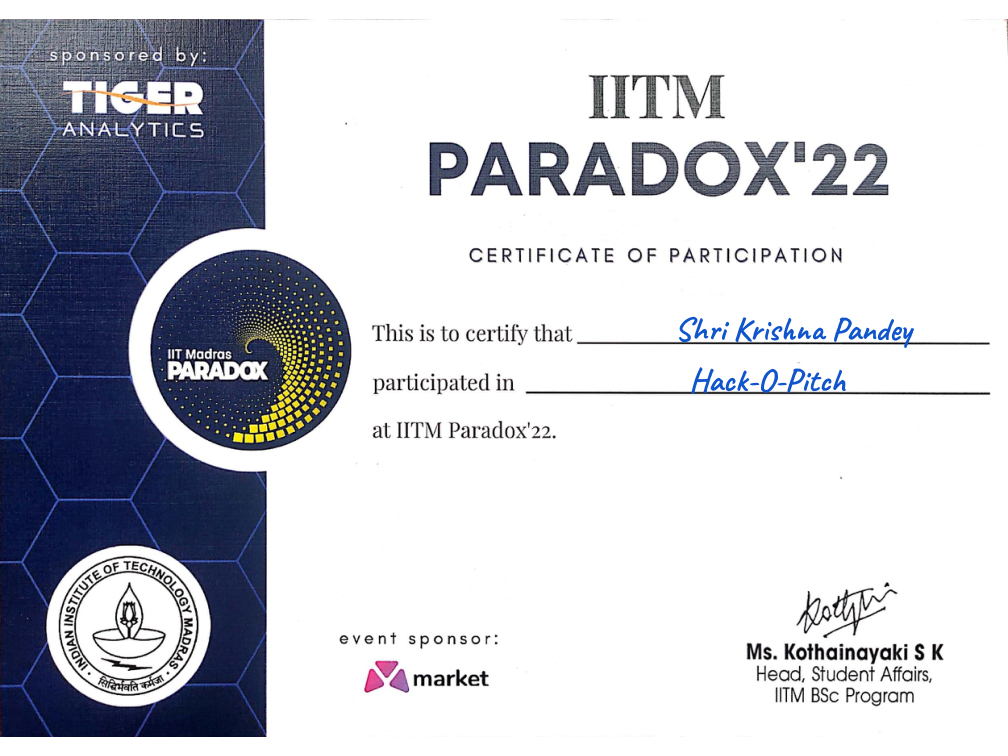 sponsored by:
TIGER
ANALYTICS
IITM
PARADOX'22
CERTIFICATE OF PARTICIPATION
This is to certify that Shri Krishna Pandey
participated in Hack-O-Pitch
at IITM Paradox'22.
IIT Madras
PARADOX
INDIAN INSTITUTE OF TECHNOLOGY MADRAS
सिद्धिर्भवति कर्मजा
event sponsor:
market
Ms. Kothainayaki S K
Head, Student Affairs,
IITM BSc Program